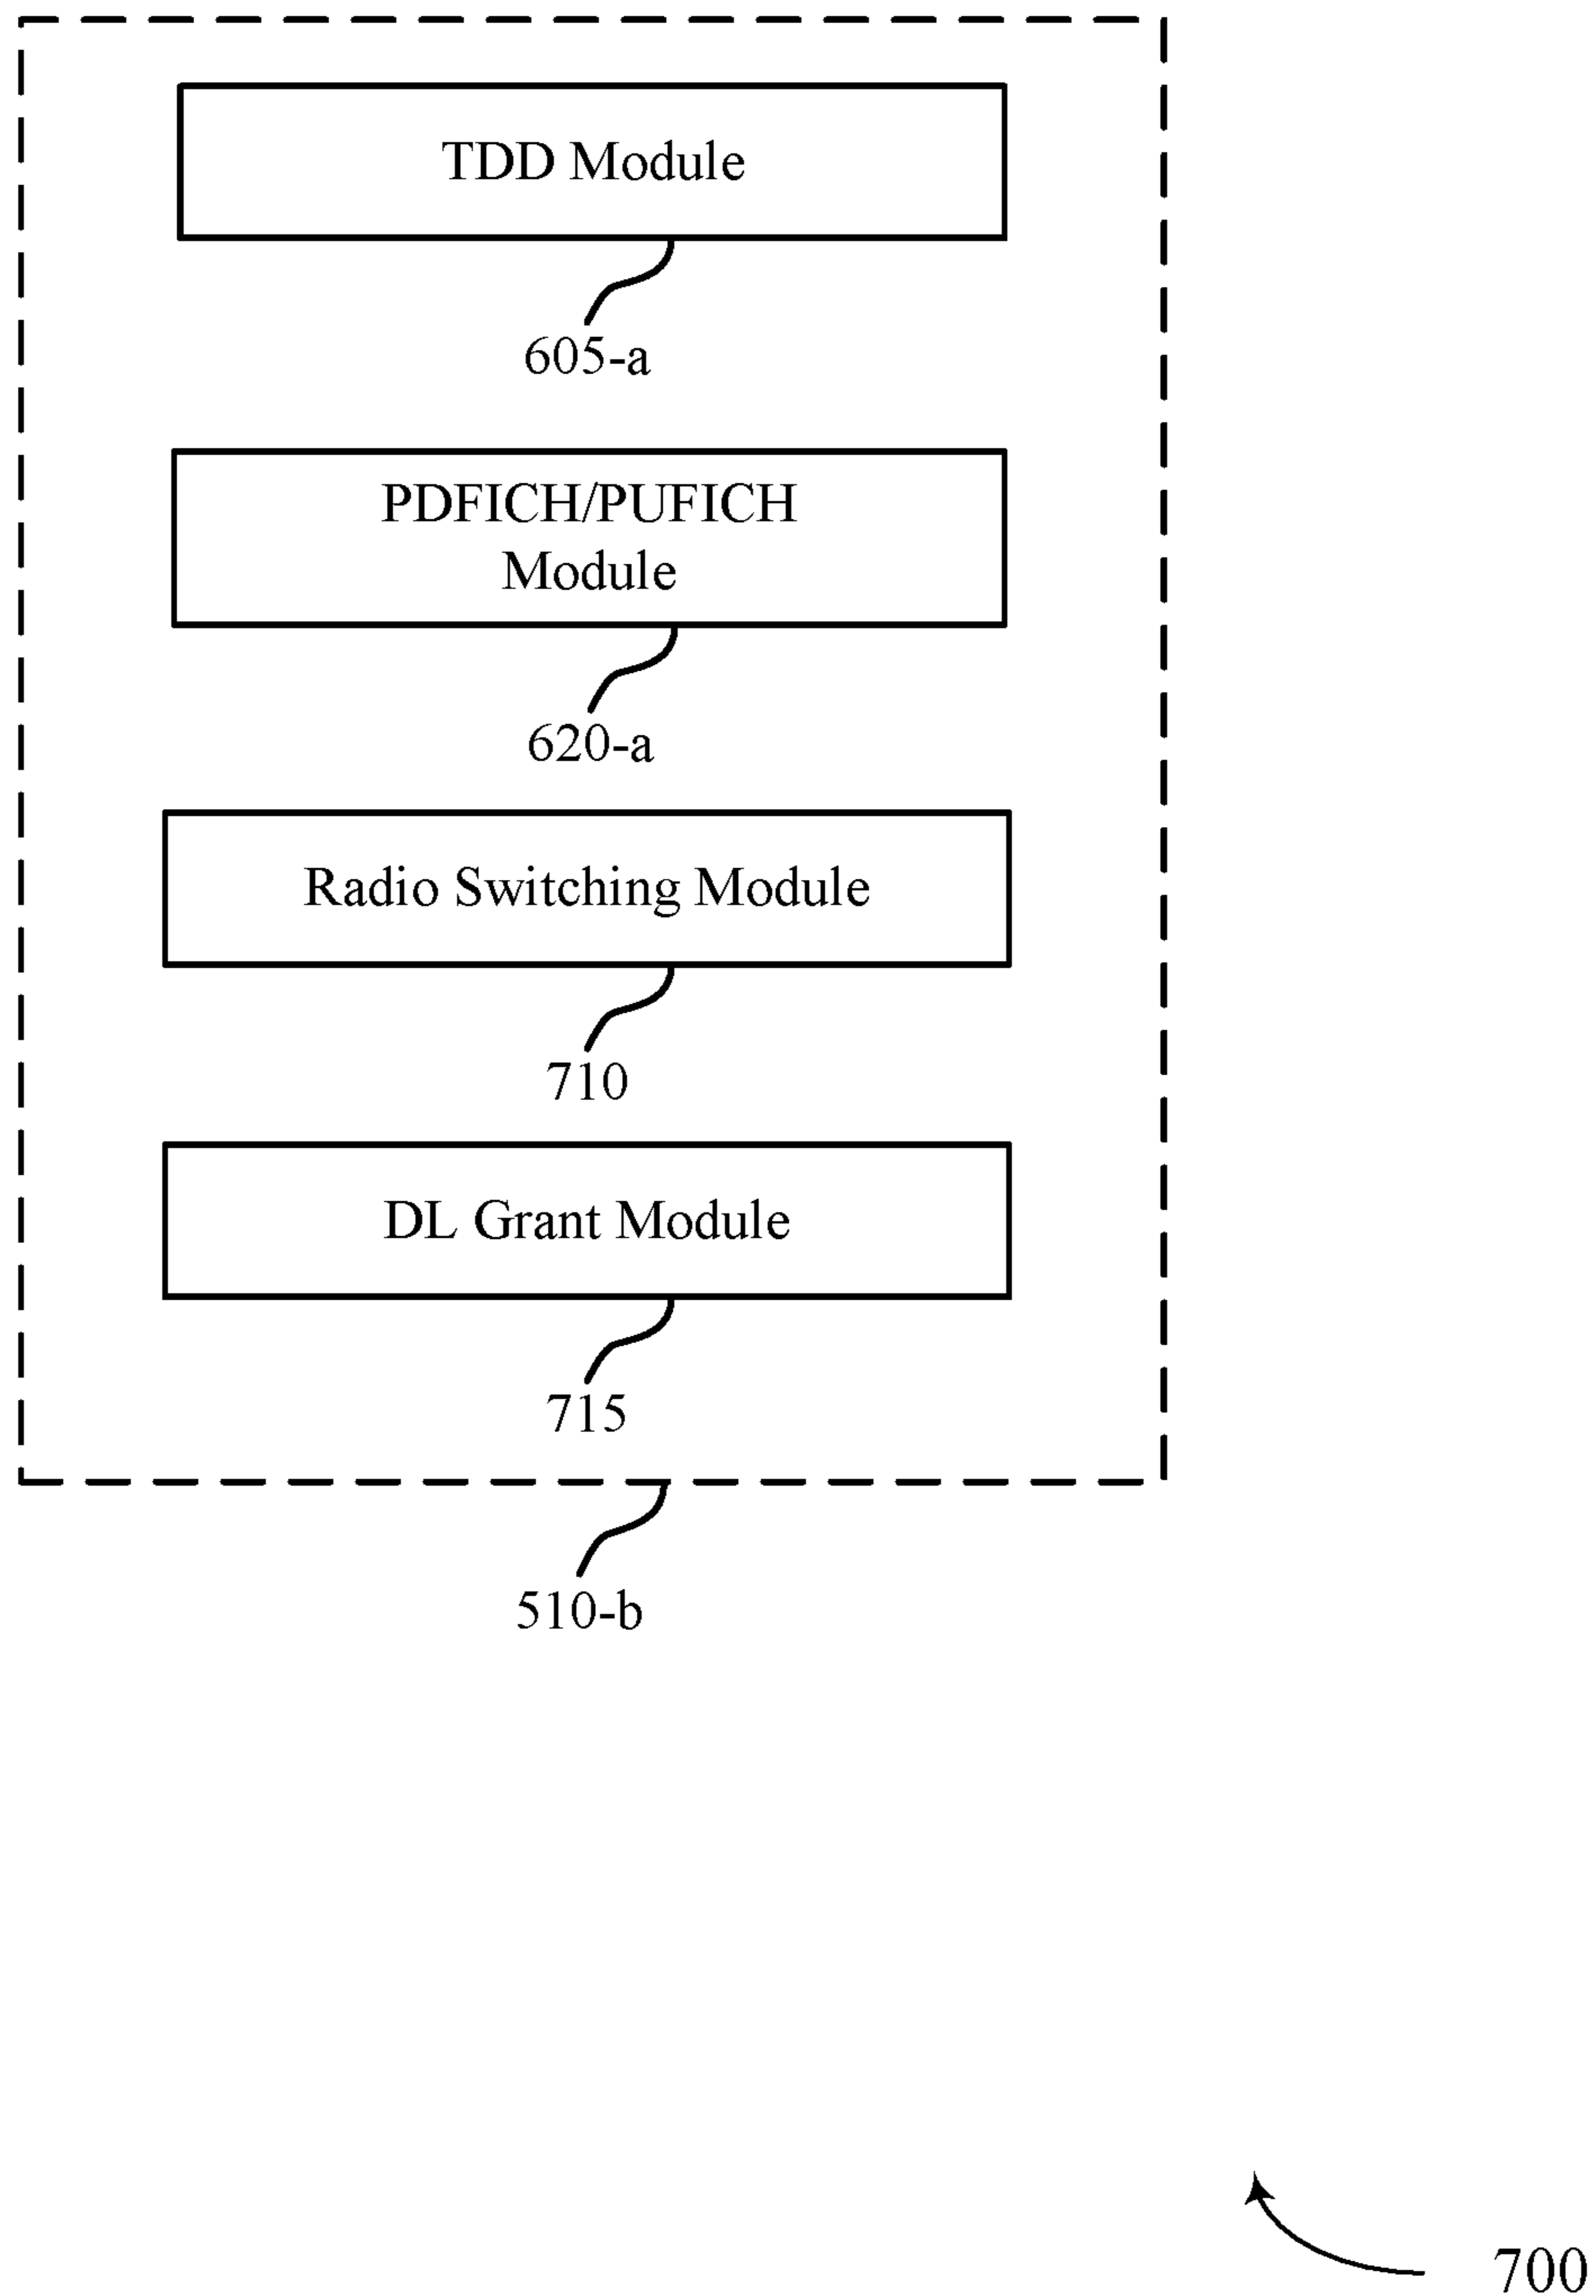 TDD Module
605-a
PDFICH/PUFICH
Module
620-a
Radio Switching Module
710
DL Grant Module
715
510-b
700